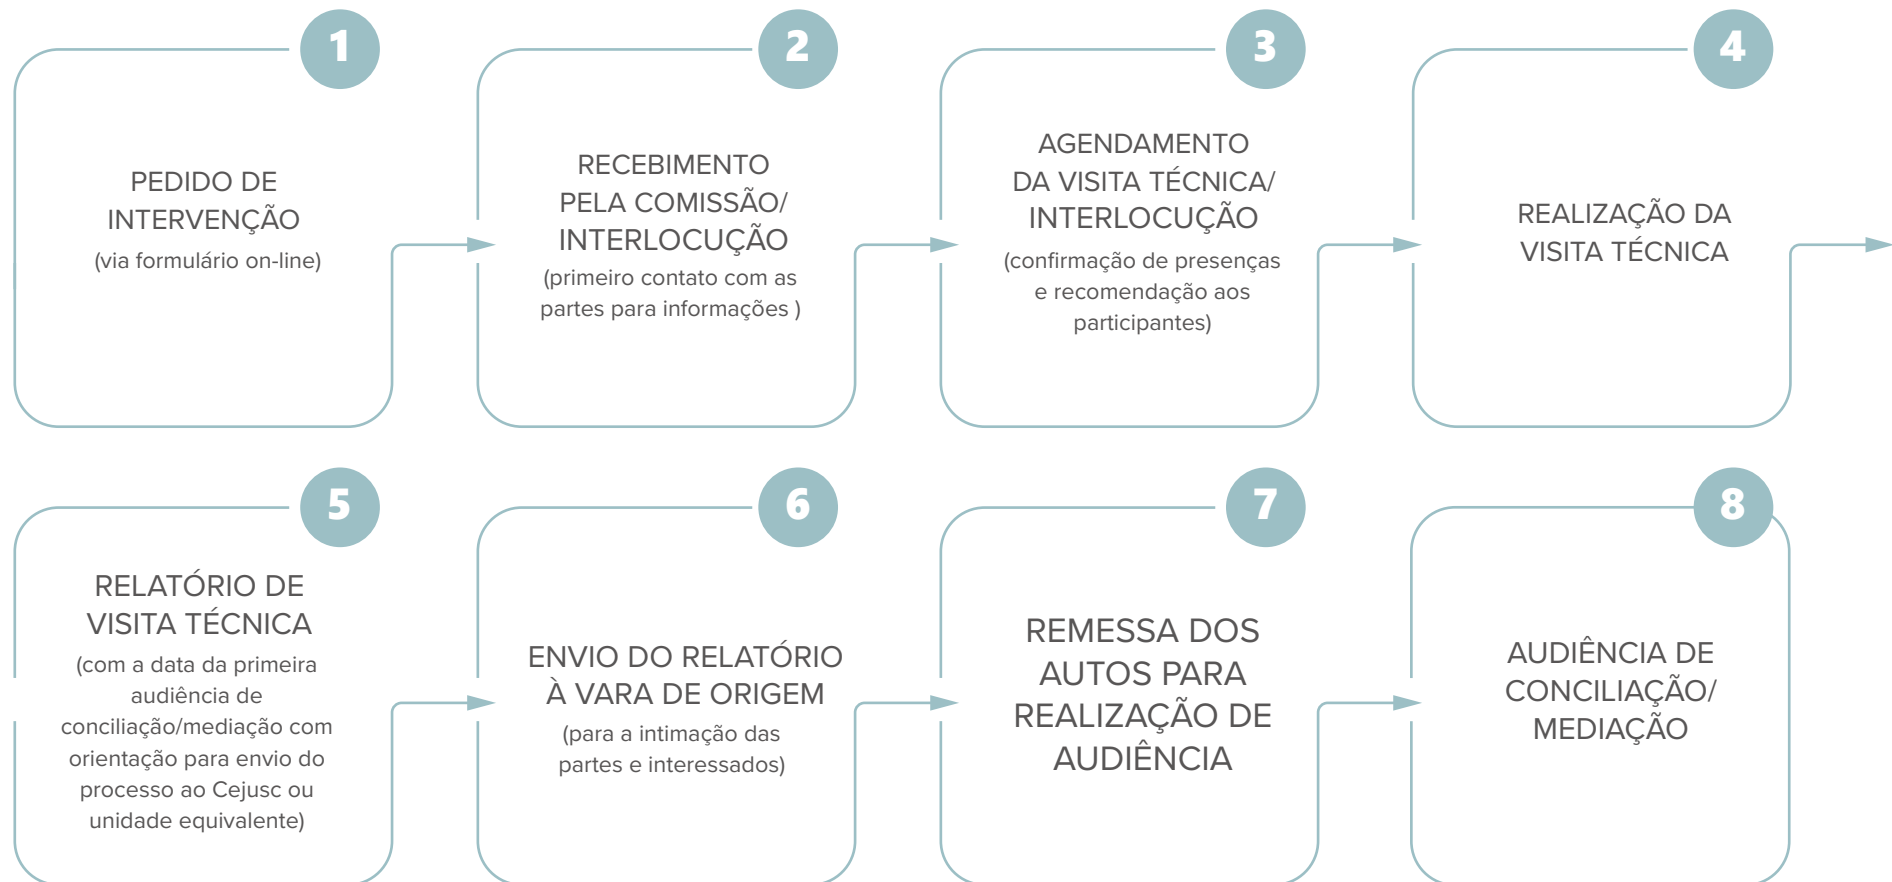 1
PEDIDO DE
INTERVENÇÃO
(via formulário on-line)
2
RECEBIMENTO
PELA COMISSÃO/
INTERLOCUÇÃO
(primeiro contato com as
partes para informações )
3
AGENDAMENTO
DA VISITA TÉCNICA/
INTERLOCUÇÃO
(confirmação de presenças
e recomendação aos
participantes)
4
REALIZAÇÃO DA
VISITA TÉCNICA
5
RELATÓRIO DE
VISITA TÉCNICA
(com a data da primeira
audiência de
conciliação/mediação com
orientação para envio do
processo ao Cejusc ou
unidade equivalente)
6
ENVIO DO RELATÓRIO
À VARA DE ORIGEM
(para a intimação das
partes e interessados)
7
REMESSA DOS
AUTOS PARA
REALIZAÇÃO DE
AUDIÊNCIA
8
AUDIÊNCIA DE
CONCILIAÇÃO/
MEDIAÇÃO